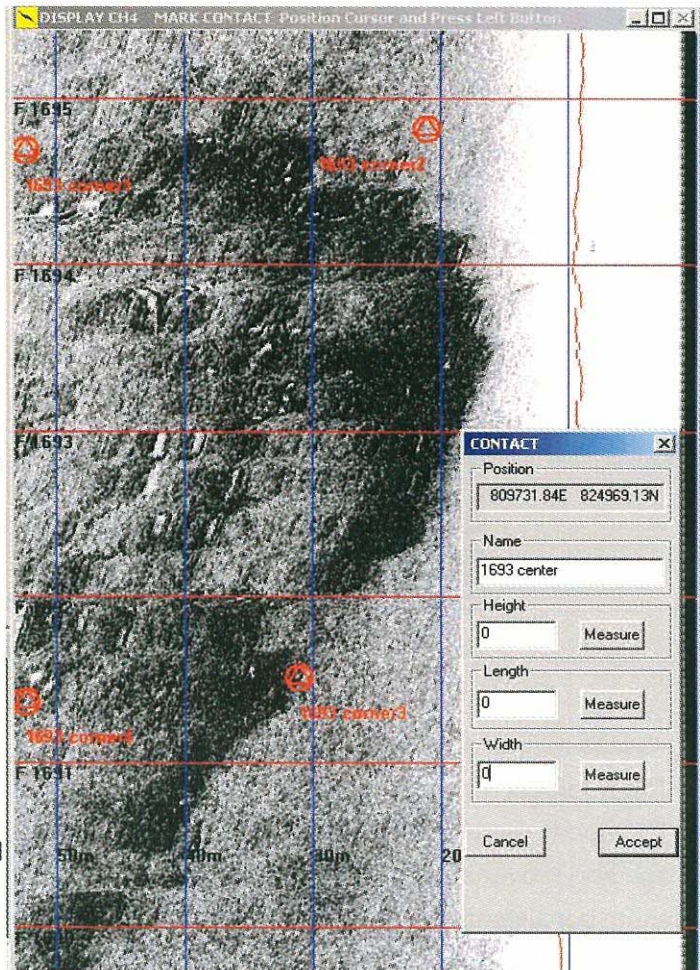 DISPLAY CH4 MARK CONTACT Position Cursor and Press Left Button
F 1695
1693 corner1
1693 corner2
F 1694
F 1693
CONTACT
Position
809731.84E 824969.13N
Name
1693 center
Height
0 Measure
Length
0 Measure
Width
0 Measure
Cancel Accept
1693 corner3
F 1691
50m 40m 30m 20